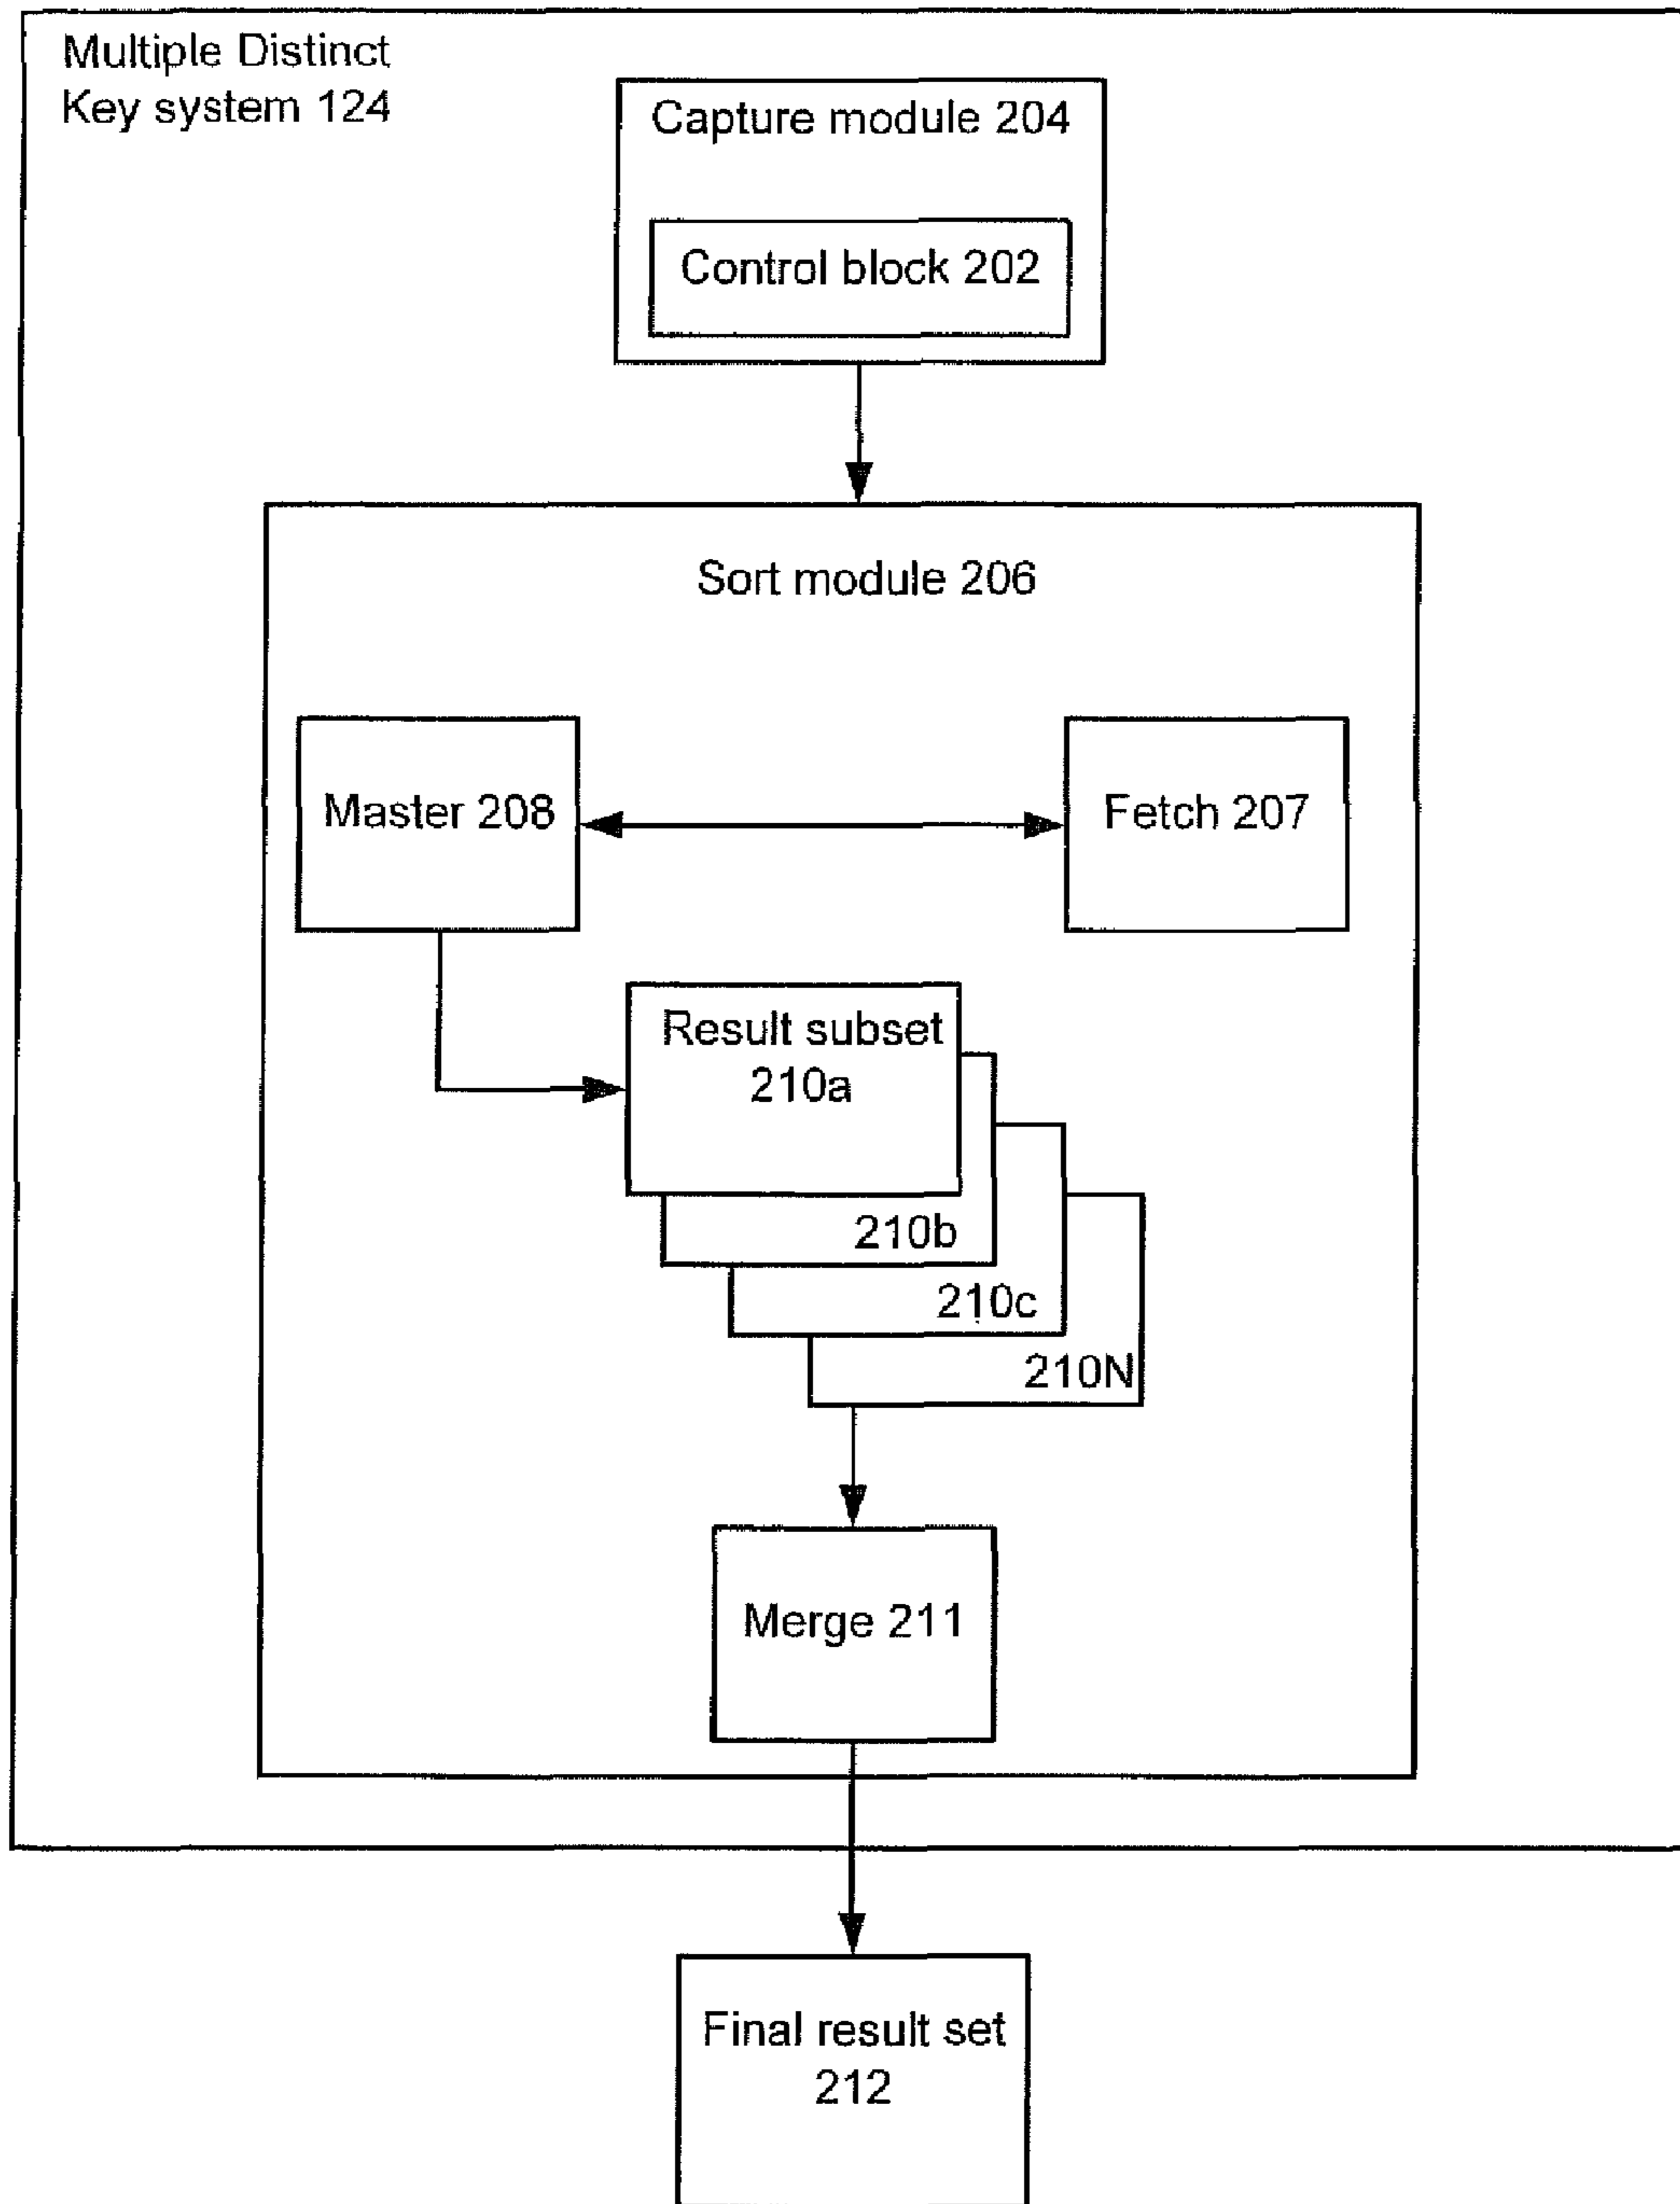 Multiple Distinct
Key system 124
Capture module 204
Control block 202
Sort module 206
Master 208
Fetch 207
Result subset
210a
210b
210c
210N
Merge 211
Final result set
212